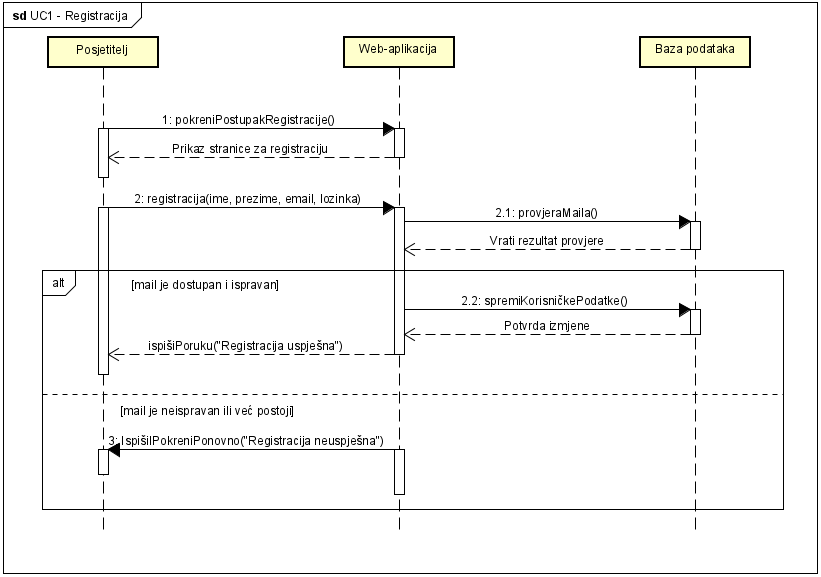 sd UC1 - Registracija
Posjetitelj
Web-aplikacija
Baza podataka
1: pokreniPostupakRegistracije()
Prikaz stranice za registraciju
2: registracija(ime, prezime, email, lozinka)
2.1: provjeraMaila()
Vrati rezultat provjere
alt
[mail je dostupan i ispravan]
2.2: spremiKorisničkePodatke()
Potvrda izmjene
ispišiPoruku("Registracija uspješna")
[mail je neispravan ili već postoji]
3: IspišiIPokreniPonovno("Registracija neuspješna")